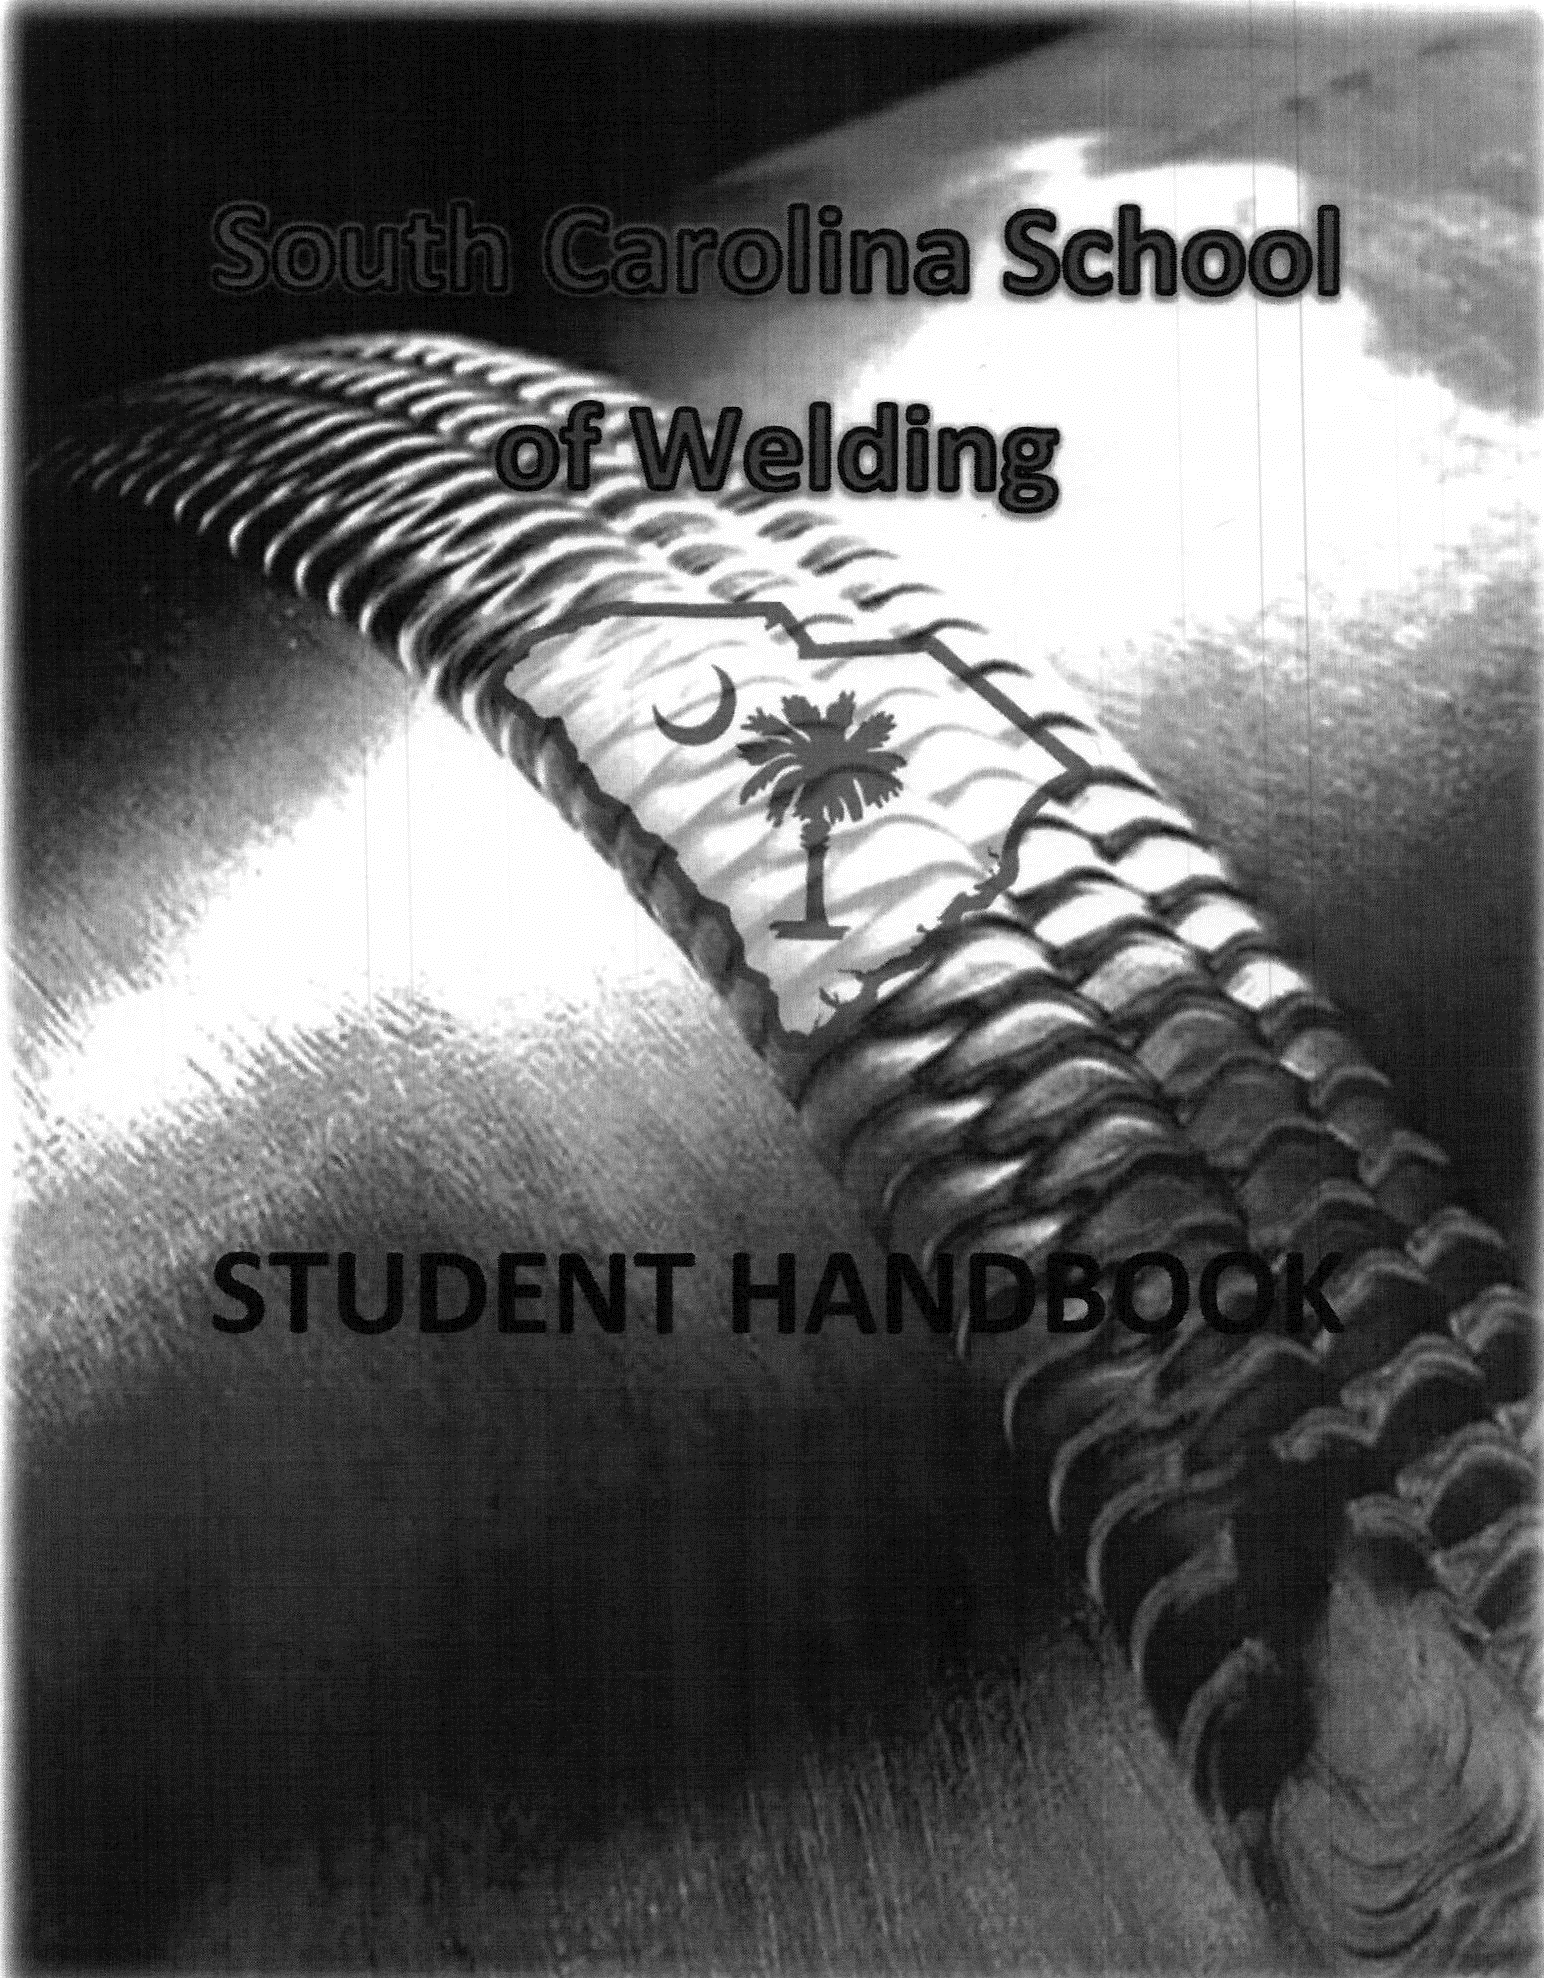 South Carolina School
of Welding
STUDENT HANDBOOK